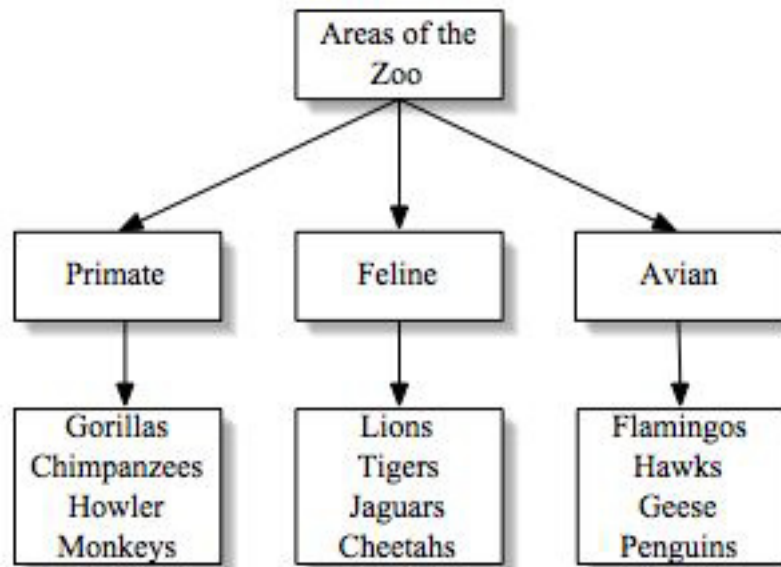 Areas of the
Zoo
Primate
Feline
Avian
Gorillas
Chimpanzees
Howler
Monkeys
Lions
Tigers
Jaguars
Cheetahs
Flamingos
Hawks
Geese
Penguins